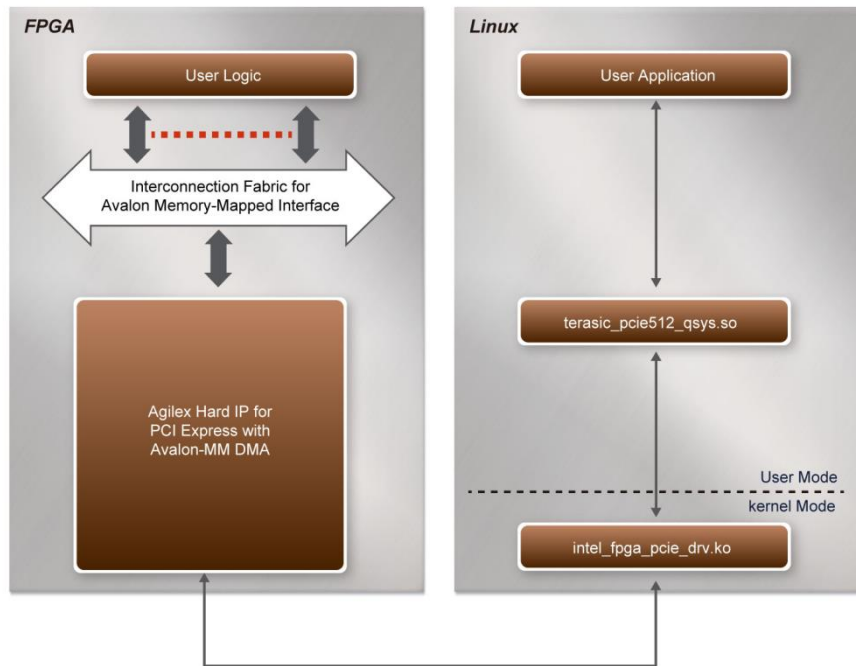 FPGA
User Logic
Interconnection Fabric for
Avalon Memory-Mapped Interface
Agilex Hard IP for
PCI Express with
Avalon-MM DMA
Linux
User Application
terasic_pcie512_qsys.so
User Mode
kernel Mode
intel_fpga_pcie_drv.ko